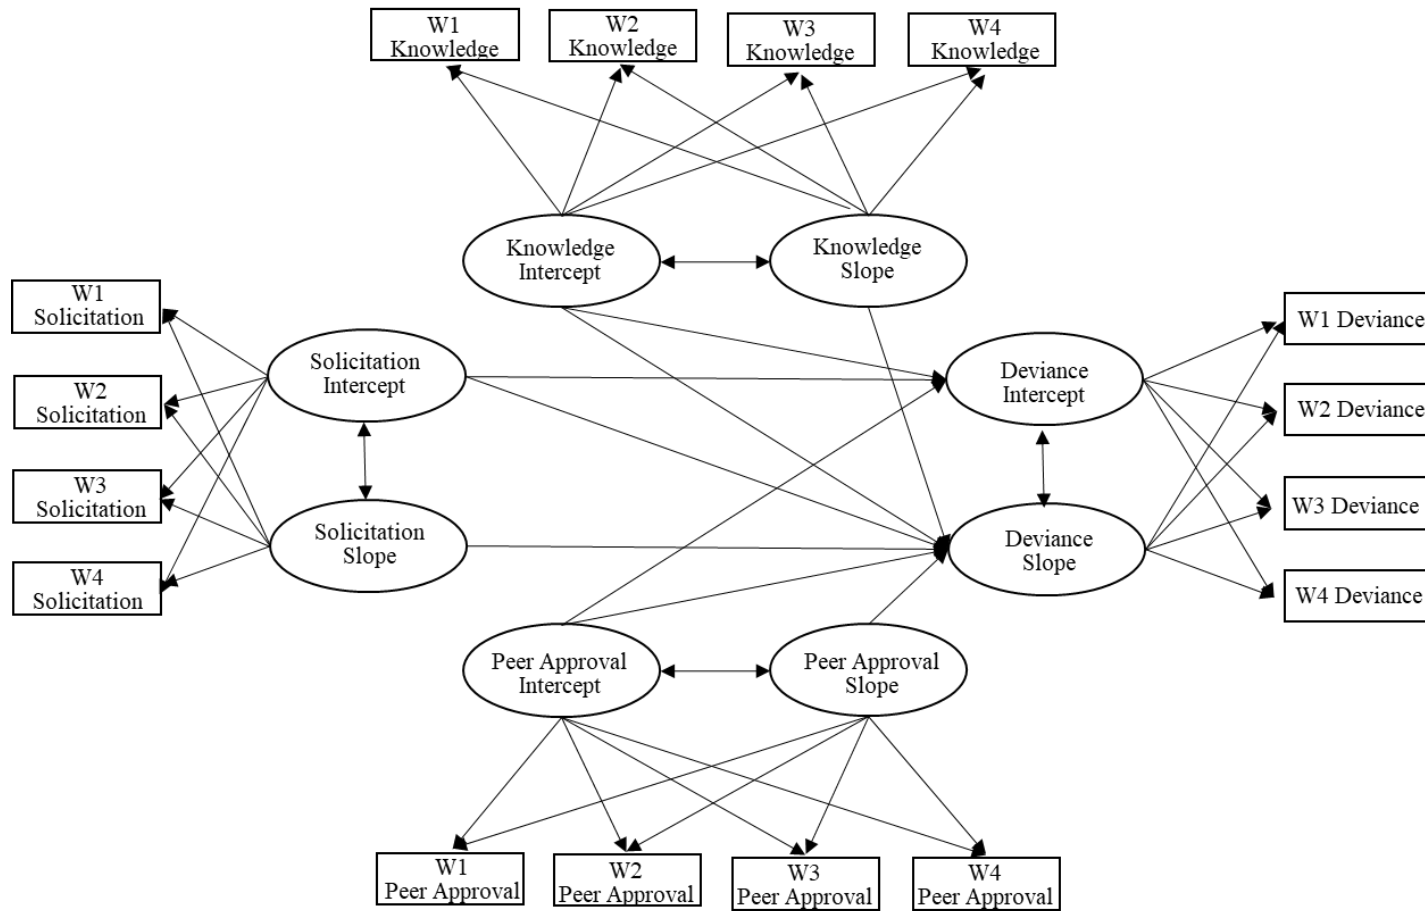 W1
Knowledge
W2
Knowledge
W3
Knowledge
W4
Knowledge
Knowledge
Intercept
Knowledge
Slope
W1
Solicitation
W2
Solicitation
W3
Solicitation
W4
Solicitation
Solicitation
Intercept
Solicitation
Slope
Deviance
Intercept
Deviance
Slope
W1 Deviance
W2 Deviance
W3 Deviance
W4 Deviance
Peer Approval
Intercept
Peer Approval
Slope
W1
Peer Approval
W2
Peer Approval
W3
Peer Approval
W4
Peer Approval